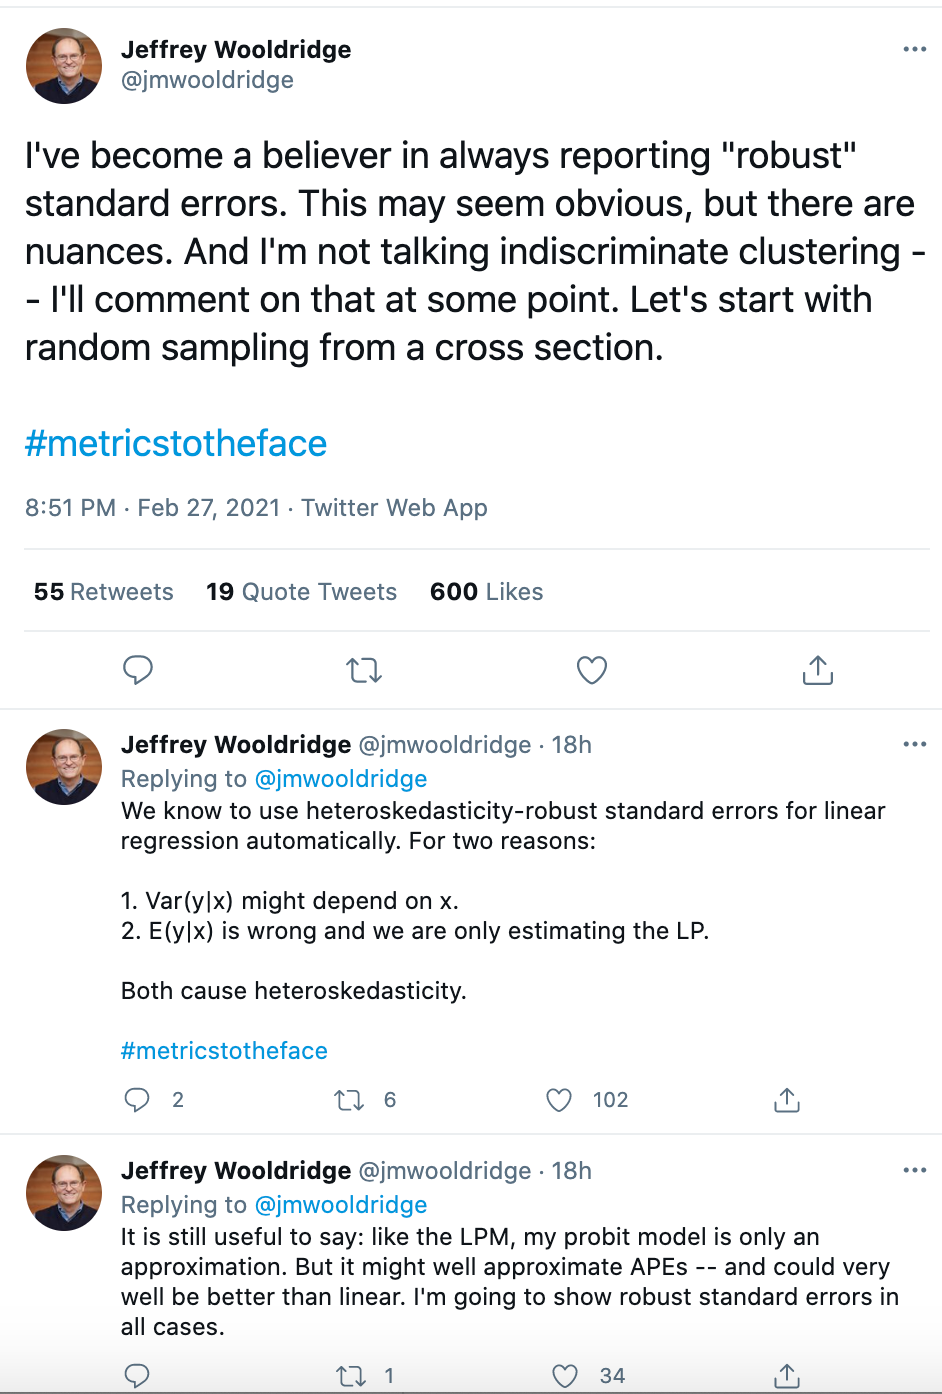 Jeffrey Wooldridge
@jmwooldridge
I've become a believer in always reporting "robust"
standard errors. This may seem obvious, but there are
nuances. And I'm not talking indiscriminate clustering -
- I'll comment on that at some point. Let's start with
random sampling from a cross section.
#metricstotheface
8:51 PM · Feb 27, 2021 · Twitter Web App
55 Retweets 19 Quote Tweets 600 Likes
Jeffrey Wooldridge @jmwooldridge · 18h
Replying to @jmwooldridge
We know to use heteroskedasticity-robust standard errors for linear
regression automatically. For two reasons:
1. Var(y|x) might depend on x.
2. E(y|x) is wrong and we are only estimating the LP.
Both cause heteroskedasticity.
#metricstotheface
2 6 102
Jeffrey Wooldridge @jmwooldridge · 18h
Replying to @jmwooldridge
It is still useful to say: like the LPM, my probit model is only an
approximation. But it might well approximate APEs -- and could very
well be better than linear. I'm going to show robust standard errors in
all cases.
1 34